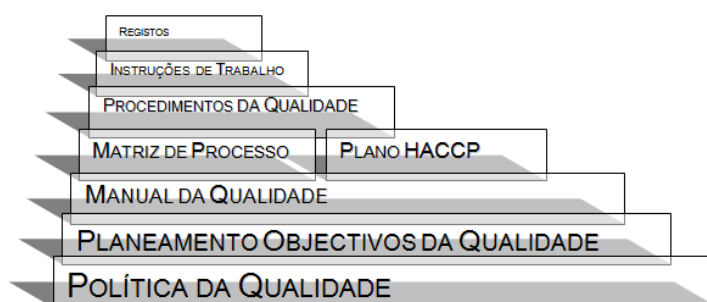 REGISTOS
INSTRUÇÕES DE TRABALHO
PROCEDIMENTOS DA QUALIDADE
MATRIZ DE PROCESSO
PLANO HACCP
MANUAL DA QUALIDADE
PLANEAMENTO OBJECTIVOS DA QUALIDADE
POLÍTICA DA QUALIDADE